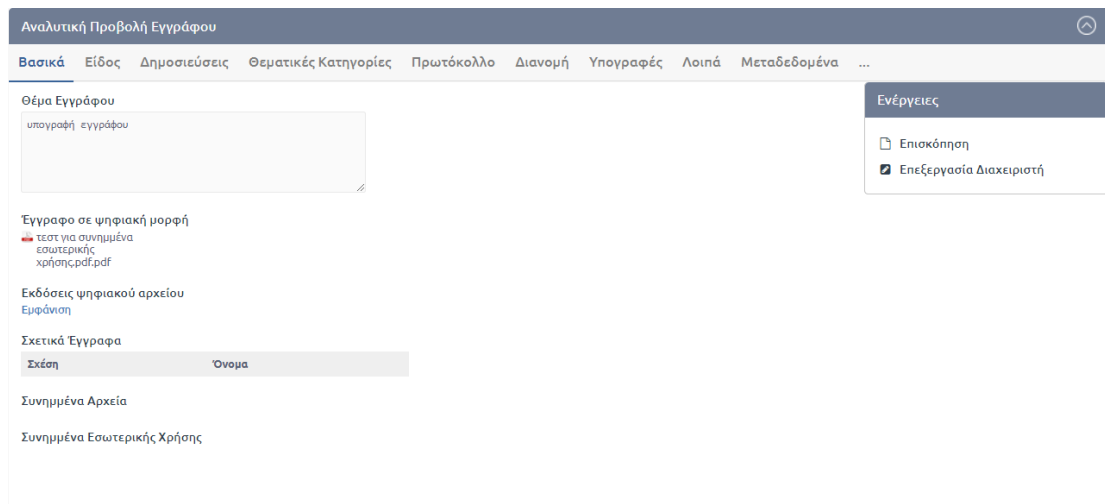 Αναλυτική Προβολή Εγγράφου
Βασικά Είδος Δημοσιεύσεις Θεματικές Κατηγορίες Πρωτόκολλο Διανομή Υπογραφές Λοιπά Μεταδεδομένα ...
Θέμα Εγγράφου
υπογραφή εγγράφου
Έγγραφο σε ψηφιακή μορφή
τεστ για συνημμένα
εσωτερικής
χρήσης.pdf.pdf
Εκδόσεις ψηφιακού αρχείου
Εμφάνιση
Σχετικά Έγγραφα
Σχέση Όνομα
Συνημμένα Αρχεία
Συνημμένα Εσωτερικής Χρήσης
Ενέργειες
Επισκόπηση
Επεξεργασία Διαχειριστή